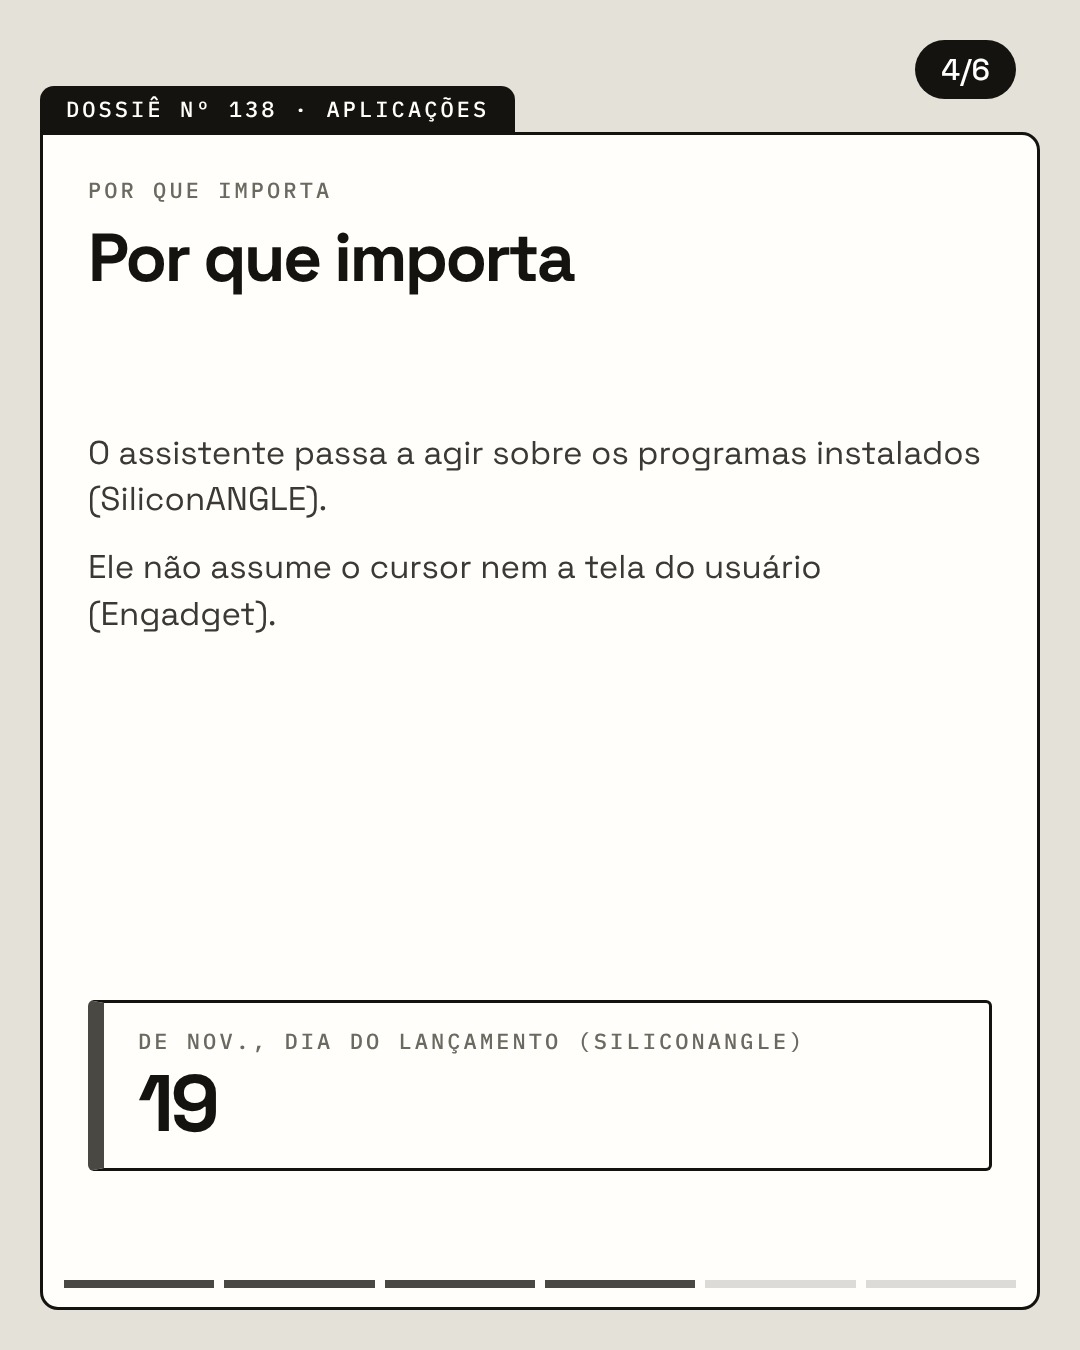 4/6
DOSSIÊ Nº 138 · APLICAÇÕES
POR QUE IMPORTA
Por que importa
O assistente passa a agir sobre os programas instalados
(SiliconANGLE).
Ele não assume o cursor nem a tela do usuário
(Engadget).
DE NOV., DIA DO LANÇAMENTO (SILICONANGLE)
19